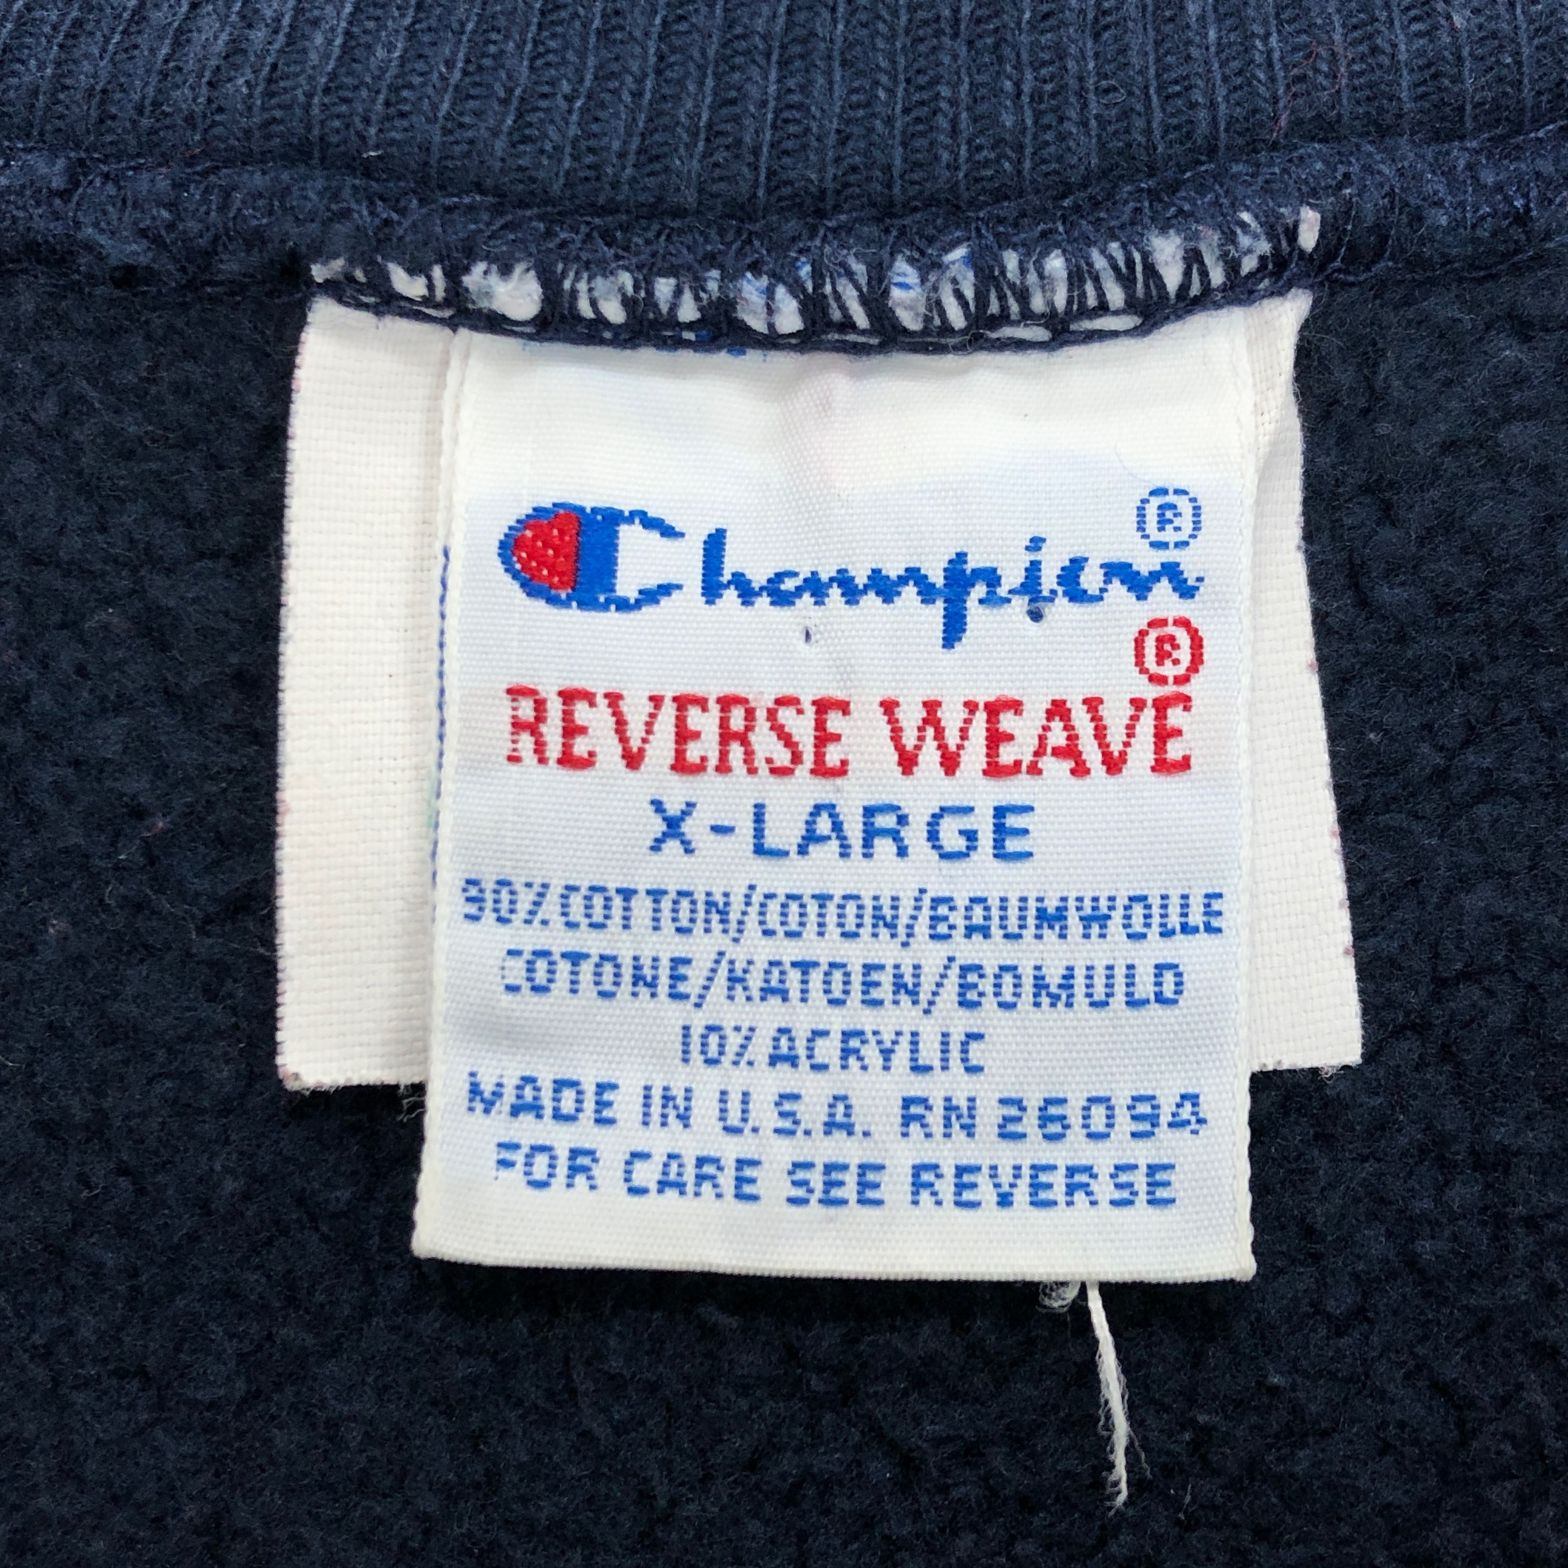 Champion®
®
REVERSE WEAVE
X-LARGE
90%COTTON/COTON/BAUMWOLLE
COTONE/KATOEN/BOMULD
10%ACRYLIC
MADE IN U.S.A. RN 26094
FOR CARE SEE REVERSE